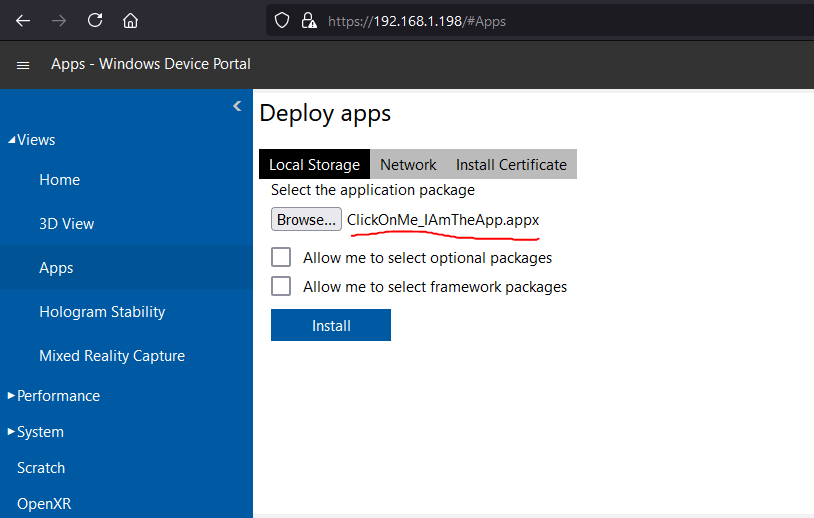 https://192.168.1.198/#Apps
Apps - Windows Device Portal
Views
Home
3D View
Apps
Hologram Stability
Mixed Reality Capture
Performance
System
Scratch
OpenXR
Deploy apps
Local Storage Network Install Certificate
Select the application package
Browse... ClickOnMe_IAmTheApp.appx
Allow me to select optional packages
Allow me to select framework packages
Install